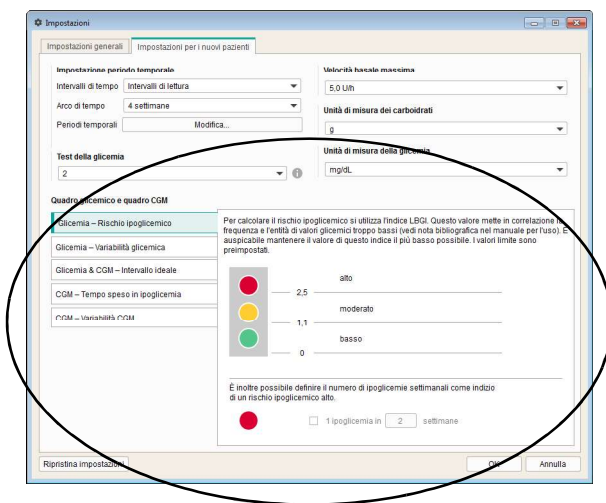 Impostazioni
Impostazioni generali
Impostazioni per i nuovi pazienti
Impostazione periodo temporale
Intervalli di tempo
Intervalli di lettura
Arco di tempo
4 settimane
Periodi temporali
Modifica...
Test della glicemia
2
Velocità basale massima
5,0 U/h
Unità di misura dei carboidrati
g
Unità di misura della glicemia
mg/dL
Quadro glicemico e quadro CGM
Glicemia – Rischio ipoglicemico
Glicemia – Variabilità glicemica
Glicemia & CGM – Intervallo ideale
CGM – Tempo speso in ipoglicemia
CGM – Variabilità CGM
Per calcolare il rischio ipoglicemico si utilizza l'indice LBGI. Questo valore mette in correlazione la
frequenza e l'entità di valori glicemici troppo bassi (vedi nota bibliografica nel manuale per l'uso). È
auspicabile mantenere il valore di questo indice il più basso possibile. I valori limite sono
preimpostati.
alto
2,5
moderato
1,1
basso
0
È inoltre possibile definire il numero di ipoglicemie settimanali come indizio
di un rischio ipoglicemico alto.
1 ipoglicemia in 2 settimane
Ripristina impostazioni
OK
Annulla